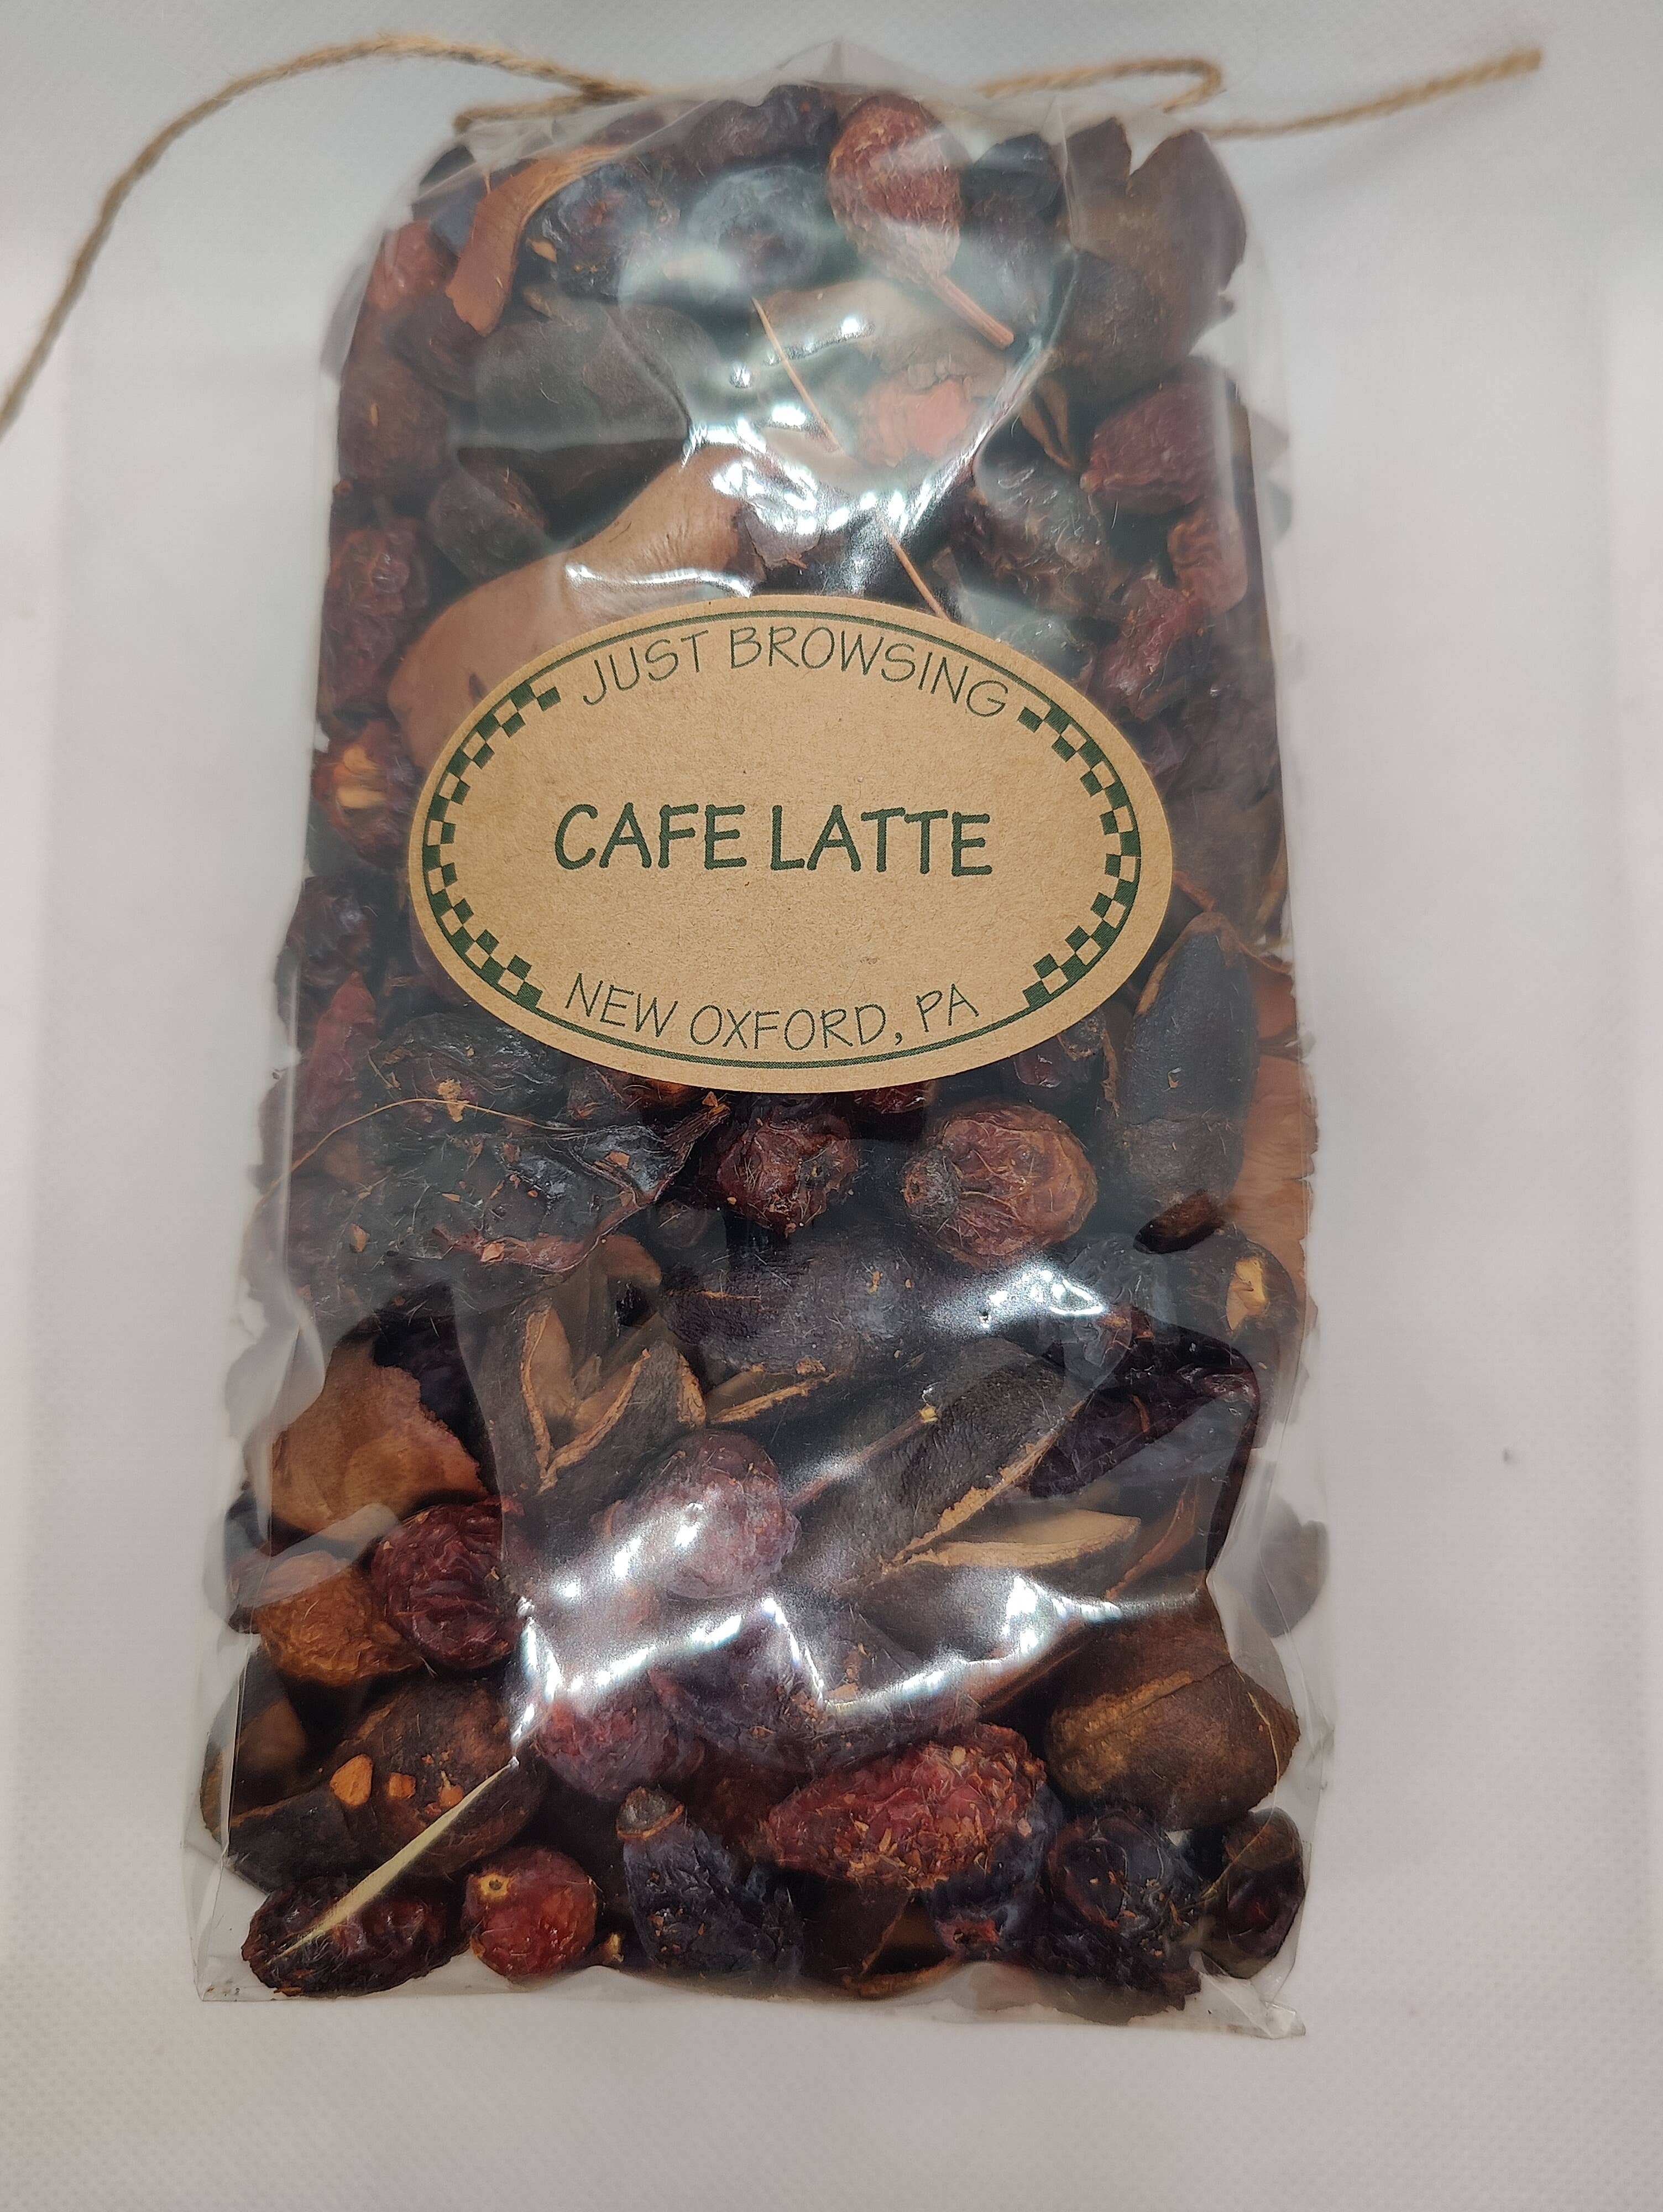 JUST BROWSING
CAFE LATTE
NEW OXFORD, PA